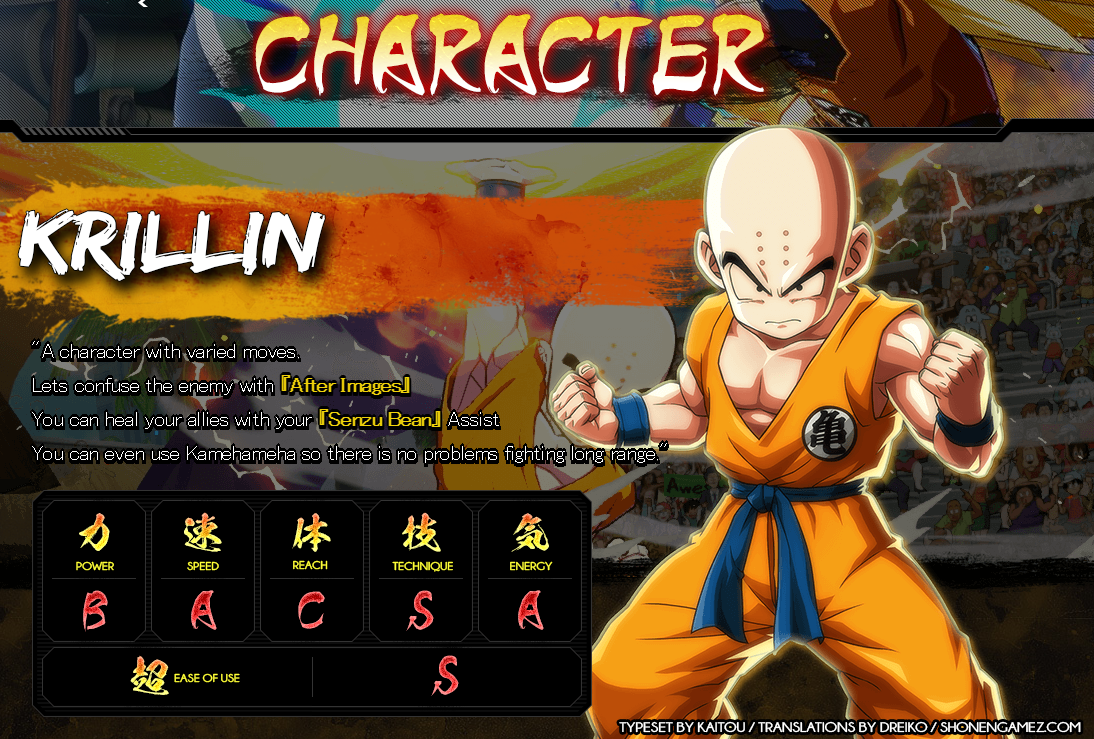 CHARACTER
KRILLIN
"A character with varied moves.
Lets confuse the enemy with『After Images』
You can heal your allies with your『Senzu Bean』Assist
You can even use Kamehameha so there is no problems fighting long range."
亀
Awe
力 速 体 技 気
POWER SPEED REACH TECHNIQUE ENERGY
B A C S A
超 EASE OF USE S
TYPESET BY KAITOU / TRANSLATIONS BY DREIKO / SHONENGAMEZ.COM